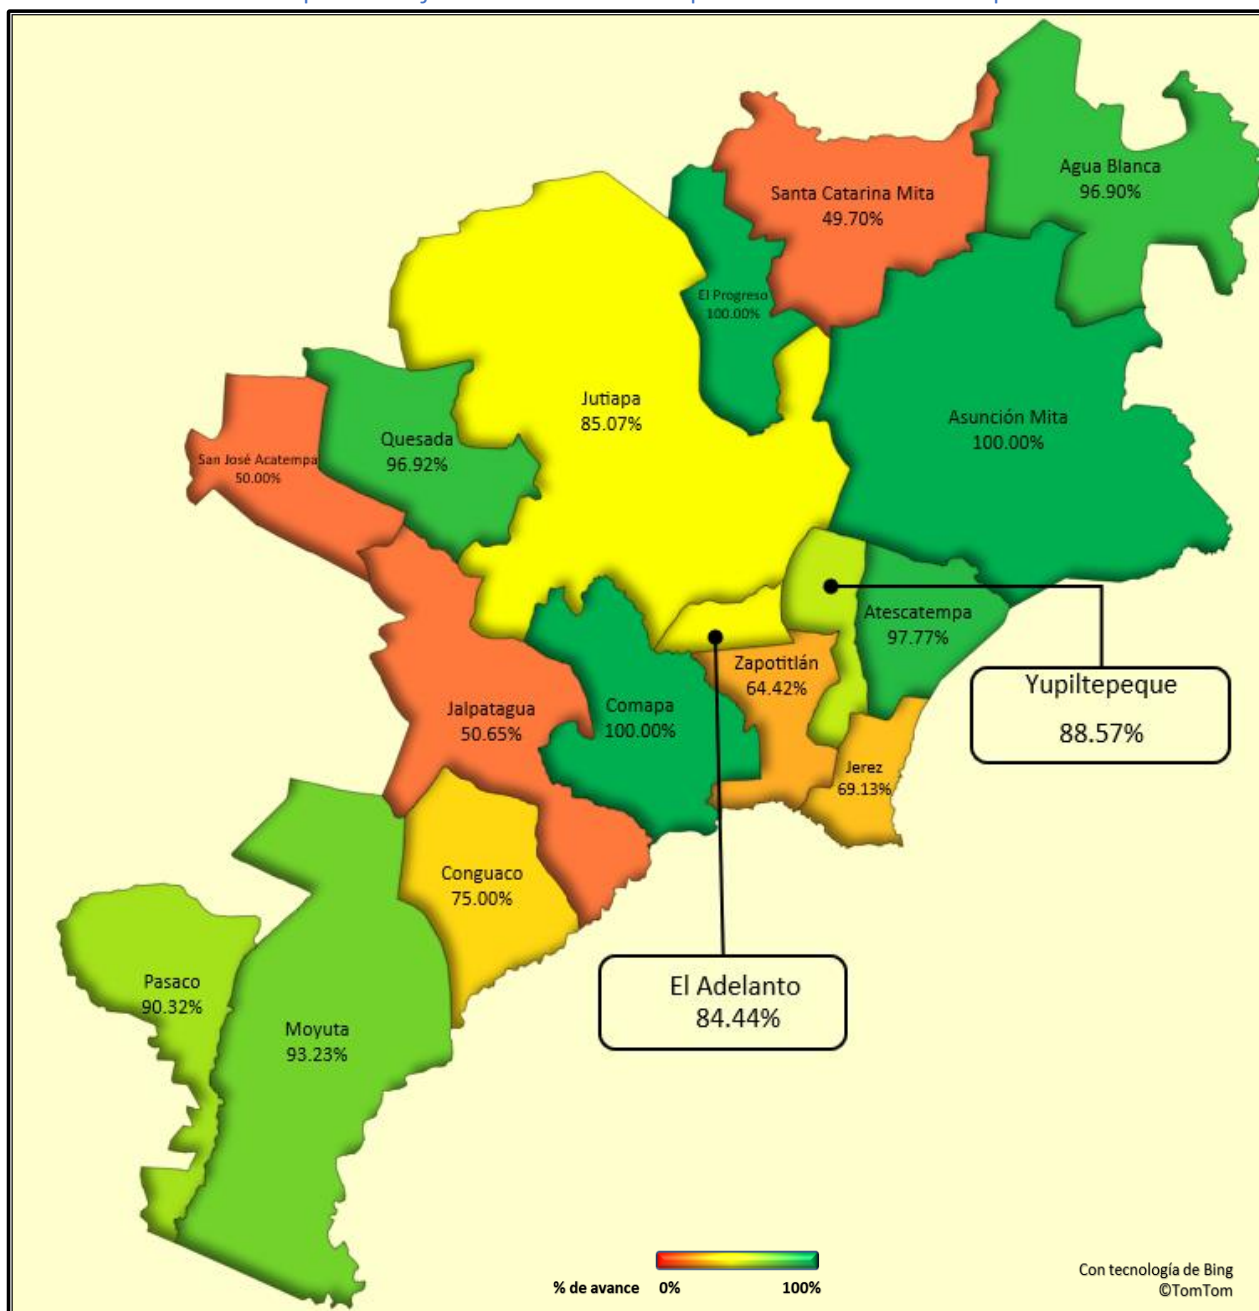 Agua Blanca
96.90%
Santa Catarina Mita
49.70%
El Progreso
100.00%
Jutiapa
85.07%
Asunción Mita
100.00%
Quesada
96.92%
San José Acatempa
50.00%
Atescatempa
97.77%
Zapotitlán
64.42%
Yupiltepeque
88.57%
Jalpatagua
50.65%
Comapa
100.00%
Jerez
69.13%
Conguaco
75.00%
El Adelanto
84.44%
Pasaco
90.32%
Moyuta
93.23%
% de avance 0% 100%
Con tecnología de Bing
©TomTom